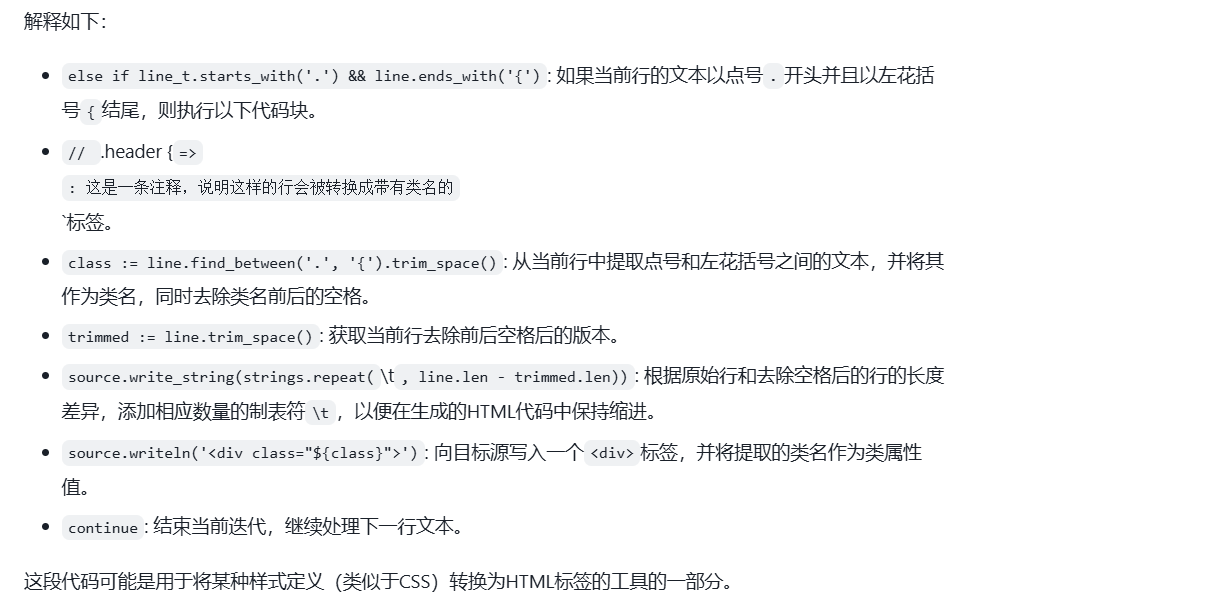 解释如下：
• else if line_t.starts_with('.') && line.ends_with('{'): 如果当前行的文本以点号 . 开头并且以左花括
号 { 结尾，则执行以下代码块。
• // .header { =>
: 这是一条注释，说明这样的行会被转换成带有类名的
`标签。
• class := line.find_between('.', '{').trim_space(): 从当前行中提取点号和左花括号之间的文本，并将其
作为类名，同时去除类名前后的空格。
• trimmed := line.trim_space(): 获取当前行去除前后空格后的版本。
• source.write_string(strings.repeat(\t, line.len - trimmed.len)): 根据原始行和去除空格后的行的长度
差异，添加相应数量的制表符 \t ，以便在生成的HTML代码中保持缩进。
• source.writeln('<div class="${class}">'): 向目标源写入一个 <div> 标签，并将提取的类名作为类属性
值。
• continue: 结束当前迭代，继续处理下一行文本。
这段代码可能是用于将某种样式定义（类似于CSS）转换为HTML标签的工具的一部分。